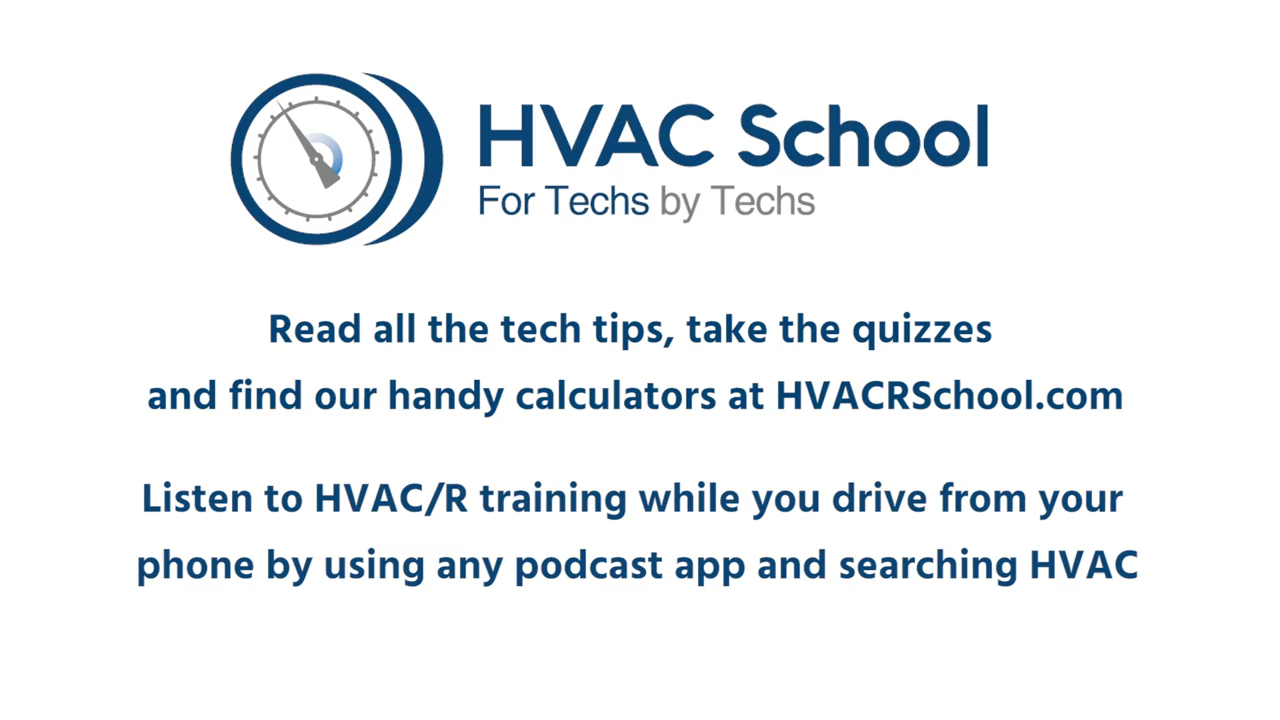 HVAC School
For Techs by Techs
Read all the tech tips, take the quizzes
and find our handy calculators at HVACRSchool.com
Listen to HVAC/R training while you drive from your
phone by using any podcast app and searching HVAC